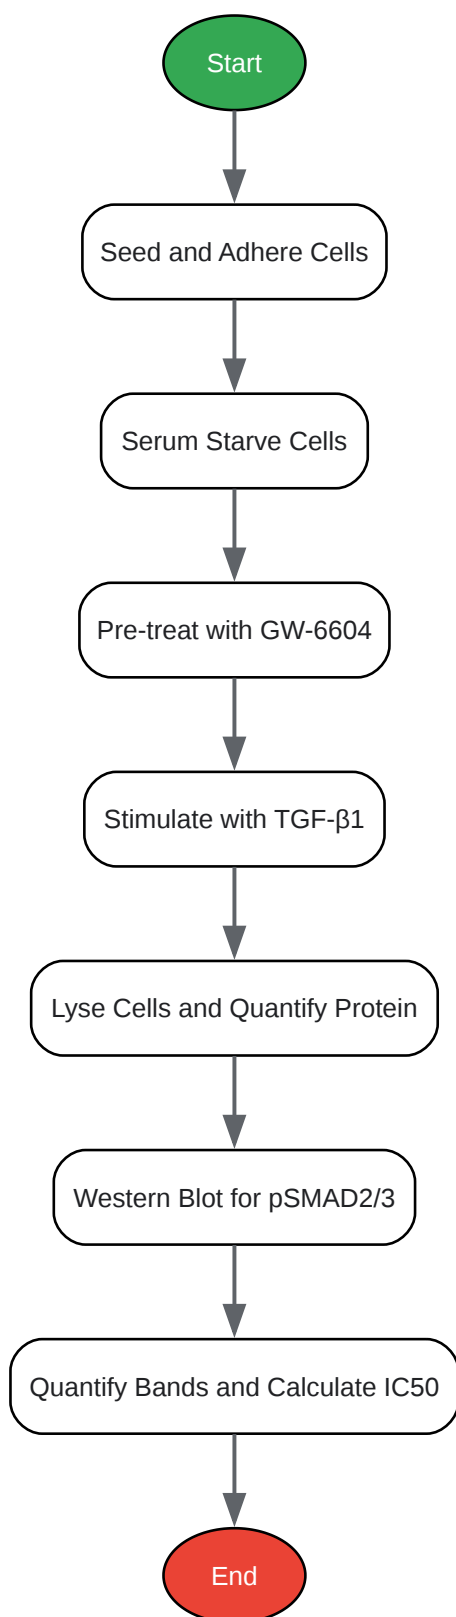 Start
Seed and Adhere Cells
Serum Starve Cells
Pre-treat with GW-6604
Stimulate with TGF-β1
Lyse Cells and Quantify Protein
Western Blot for pSMAD2/3
Quantify Bands and Calculate IC50
End